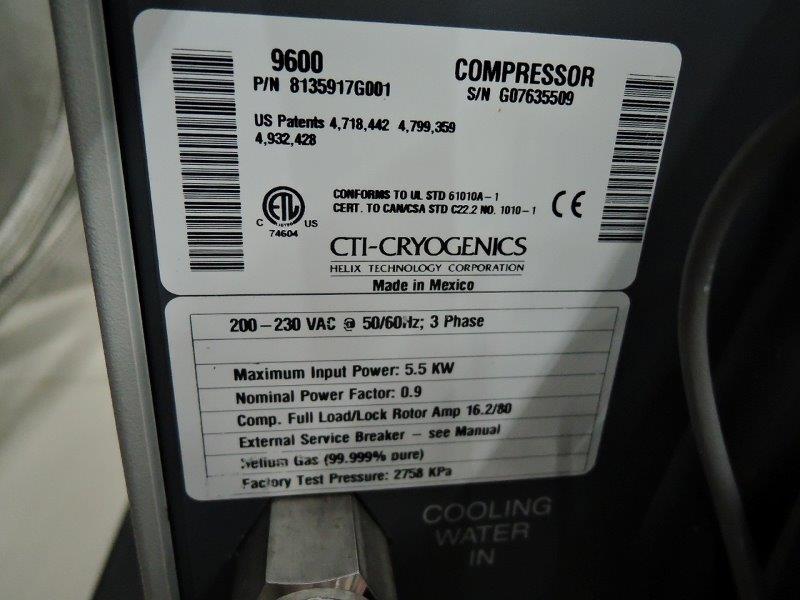 9600 COMPRESSOR
P/N 8135917G001 S/N G07635509
US Patents 4,718,442 4,799,359
4,932,428
CONFORMS TO UL STD 61010A-1
CERT. TO CAN/CSA STD C22.2 NO. 1010-1
CE
C ETL US
74604
CTI-CRYOGENICS
HELIX TECHNOLOGY CORPORATION
Made in Mexico
200-230 VAC @ 50/60Hz; 3 Phase
Maximum Input Power: 5.5 KW
Nominal Power Factor: 0.9
Comp. Full Load/Lock Rotor Amp 16.2/80
External Service Breaker - see Manual
Helium Gas (99.999% pure)
Factory Test Pressure: 2758 KPa
COOLING
WATER
IN